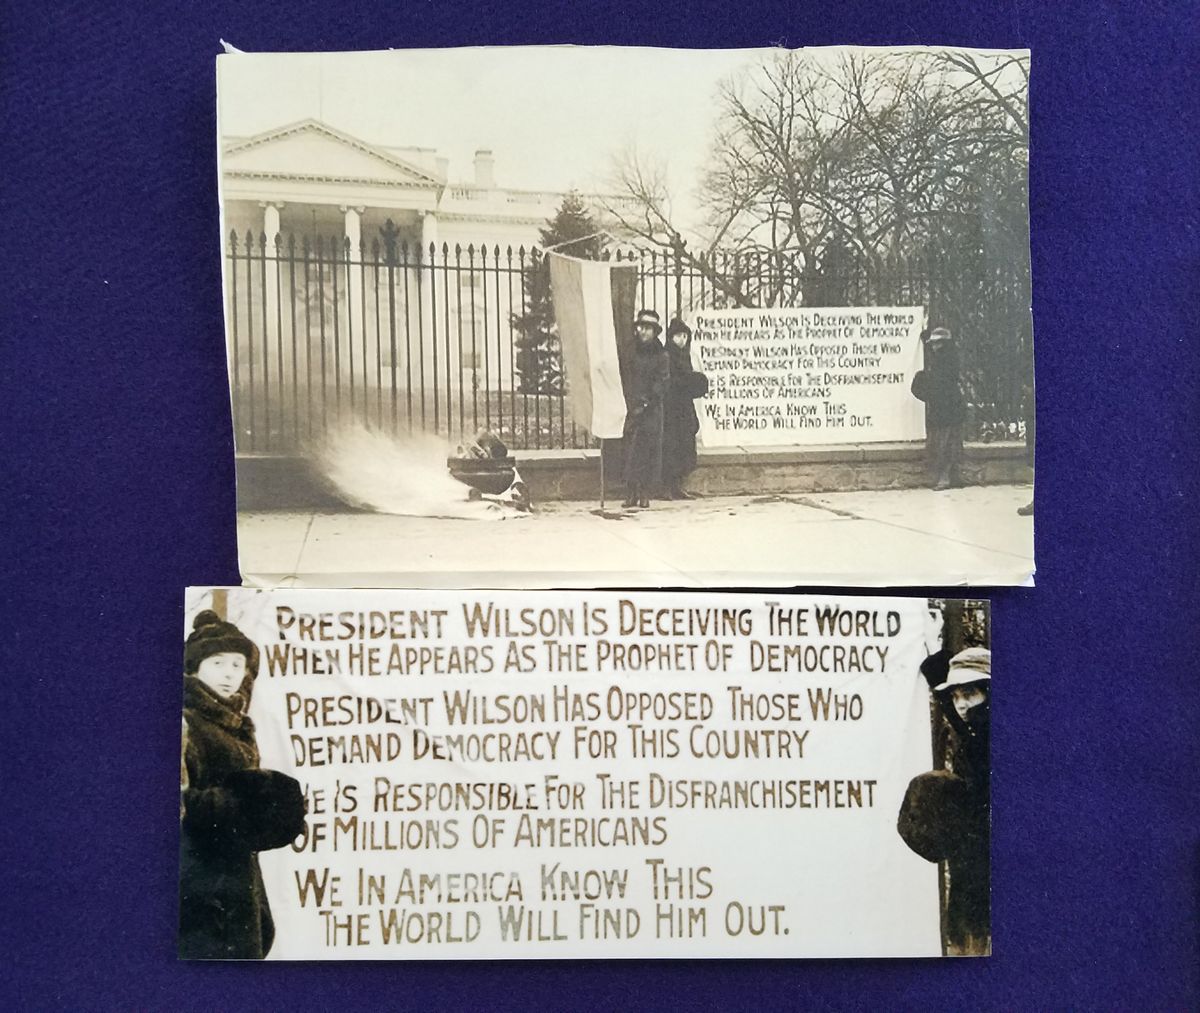 PRESIDENT WILSON IS DECEIVING THE WORLD
WHEN HE APPEARS AS THE PROPHET OF DEMOCRACY
PRESIDENT WILSON HAS OPPOSED THOSE WHO
DEMAND DEMOCRACY FOR THIS COUNTRY
HE IS RESPONSIBLE FOR THE DISFRANCHISEMENT
OF MILLIONS OF AMERICANS
WE IN AMERICA KNOW THIS
THE WORLD WILL FIND HIM OUT.
PRESIDENT WILSON IS DECEIVING THE WORLD
WHEN HE APPEARS AS THE PROPHET OF DEMOCRACY
PRESIDENT WILSON HAS OPPOSED THOSE WHO
DEMAND DEMOCRACY FOR THIS COUNTRY
HE IS RESPONSIBLE FOR THE DISFRANCHISEMENT
OF MILLIONS OF AMERICANS
WE IN AMERICA KNOW THIS
THE WORLD WILL FIND HIM OUT.